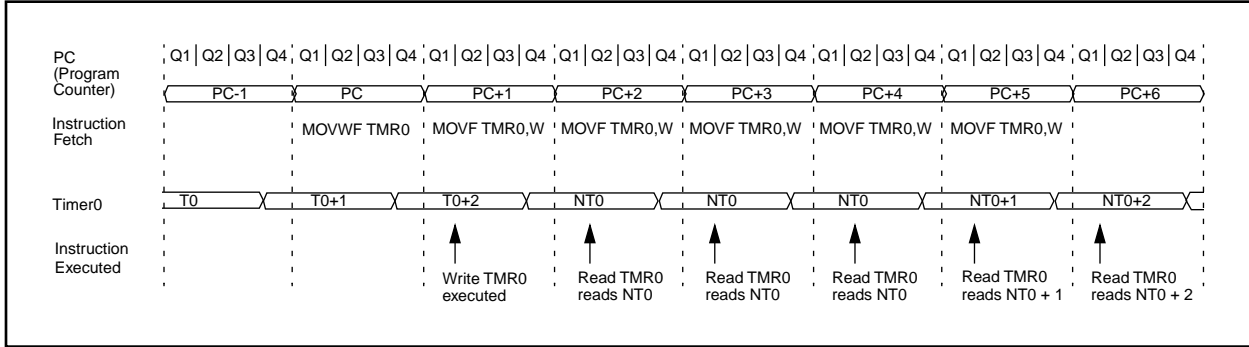 PC
(Program
Counter)
Q1 Q2 Q3 Q4 Q1 Q2 Q3 Q4 Q1 Q2 Q3 Q4 Q1 Q2 Q3 Q4 Q1 Q2 Q3 Q4 Q1 Q2 Q3 Q4 Q1 Q2 Q3 Q4 Q1 Q2 Q3 Q4
PC-1 PC PC+1 PC+2 PC+3 PC+4 PC+5 PC+6
Instruction
Fetch
MOVWF TMR0 MOVF TMR0,W MOVF TMR0,W MOVF TMR0,W MOVF TMR0,W MOVF TMR0,W
Timer0
T0 T0+1 T0+2 NT0 NT0 NT0 NT0+1 NT0+2
Instruction
Executed
Write TMR0
executed
Read TMR0
reads NT0
Read TMR0
reads NT0
Read TMR0
reads NT0
Read TMR0
reads NT0 + 1
Read TMR0
reads NT0 + 2